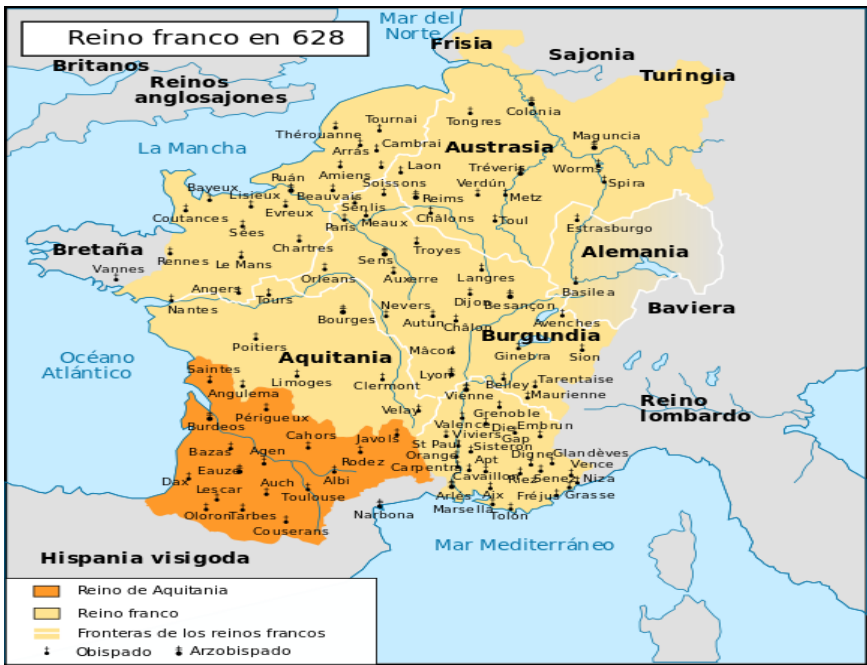 Reino franco en 628
Mar del
Norte
Frisia
Sajonia
Turingia
Britanos
Reinos
anglosajones
La Mancha
Colonia
Tongres
Tournai
Thérouanne
Arrás
Cambrai
Maguncia
Austrasia
Amiens
Laon
Tréveris
Worms
Ruán
Beauvais
Soissons
Reims
Verdún
Metz
Spira
Bayeux
Lisieux
Evreux
Senlis
Meaux
Châlons
Toul
Coutances
Sées
París
Estrasburgo
Bretaña
Chartres
Troyes
Alemania
Rennes
Le Mans
Sens
Vannes
Orleans
Auxerre
Langres
Basilea
Angers
Tours
Nantes
Nevers
Dijon
Besançon
Baviera
Bourges
Autun
Châlon
Avenches
Burgundia
Poitiers
Mâcon
Ginebra
Sion
Océano
Atlántico
Aquitania
Saintes
Limoges
Clermont
Lyon
Belley
Tarentaise
Angulema
Vienne
Maurienne
Reino
lombardo
Périgueux
Velay
Grenoble
Burdeos
Valence
Die
Embrun
Cahors
Javols
St Paul
Viviers
Gap
Bazas
Agen
Rodez
Orange
Sisteron
Glandèves
Eauze
Carpentra
Apt
Digne
Vence
Dax
Auch
Albi
Cavaillon
Riez
Senez
Niza
Lescar
Toulouse
Arlés
Aix
Fréjus
Grasse
Oloron
Tarbes
Narbona
Marsella
Tolón
Couserans
Mar Mediterráneo
Hispania visigoda
Reino de Aquitania
Reino franco
Fronteras de los reinos francos
Obispado
Arzobispado